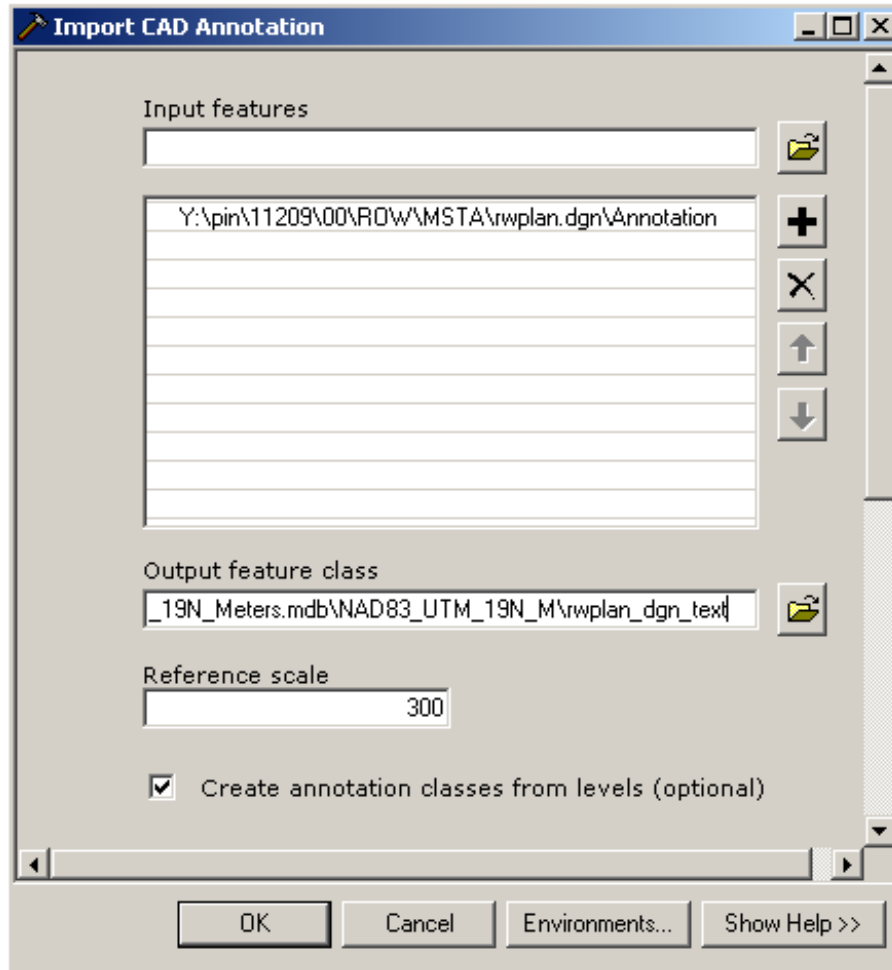 Import CAD Annotation
Input features
Y:\pin\11209\00\ROW\MSTA\rwplan.dgn\Annotation
Output feature class
_19N_Meters.mdb\NAD83_UTM_19N_M\rwplan_dgn_text
Reference scale
300
Create annotation classes from levels (optional)
OK Cancel Environments... Show Help >>